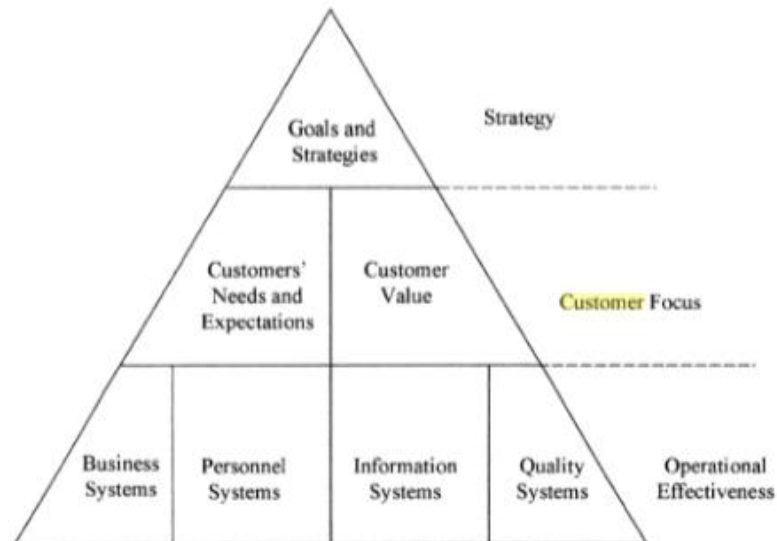 Goals and
Strategies
Strategy
Customers'
Needs and
Expectations
Customer
Value
Customer Focus
Business
Systems
Personnel
Systems
Information
Systems
Quality
Systems
Operational
Effectiveness